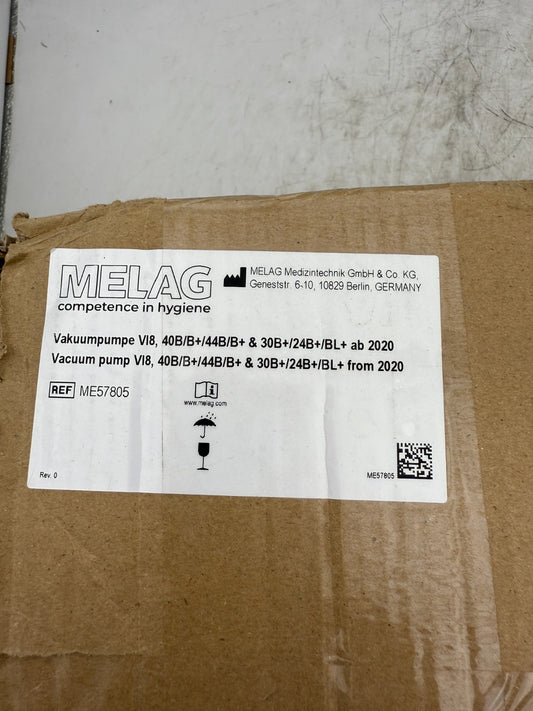 MELAG
competence in hygiene
MELAG Medizintechnik GmbH & Co. KG,
Geneststr. 6-10, 10829 Berlin, GERMANY
Vakuumpumpe VI8, 40B/B+/44B/B+ & 30B+/24B+/BL+ ab 2020
Vacuum pump VI8, 40B/B+/44B/B+ & 30B+/24B+/BL+ from 2020
REF ME57805
www.melag.com
Rev. 0
ME57805